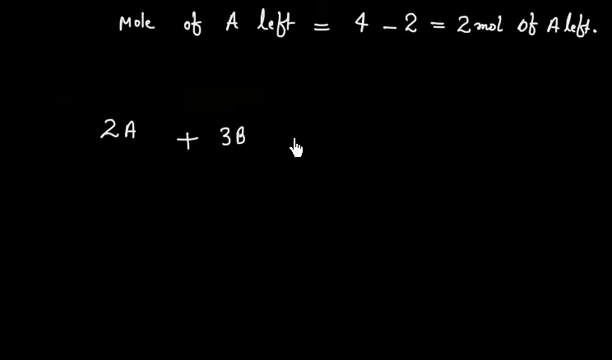 Mole of A left = 4 - 2 = 2 mol of A left.
2A + 3B